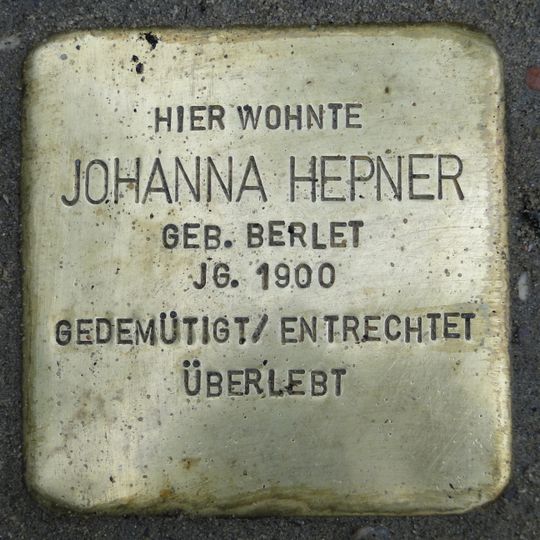 HIER WOHNTE
JOHANNA HEPNER
GEB. BERLET
JG. 1900
GEDEMÜTIGT/ ENTRECHTET
ÜBERLEBT